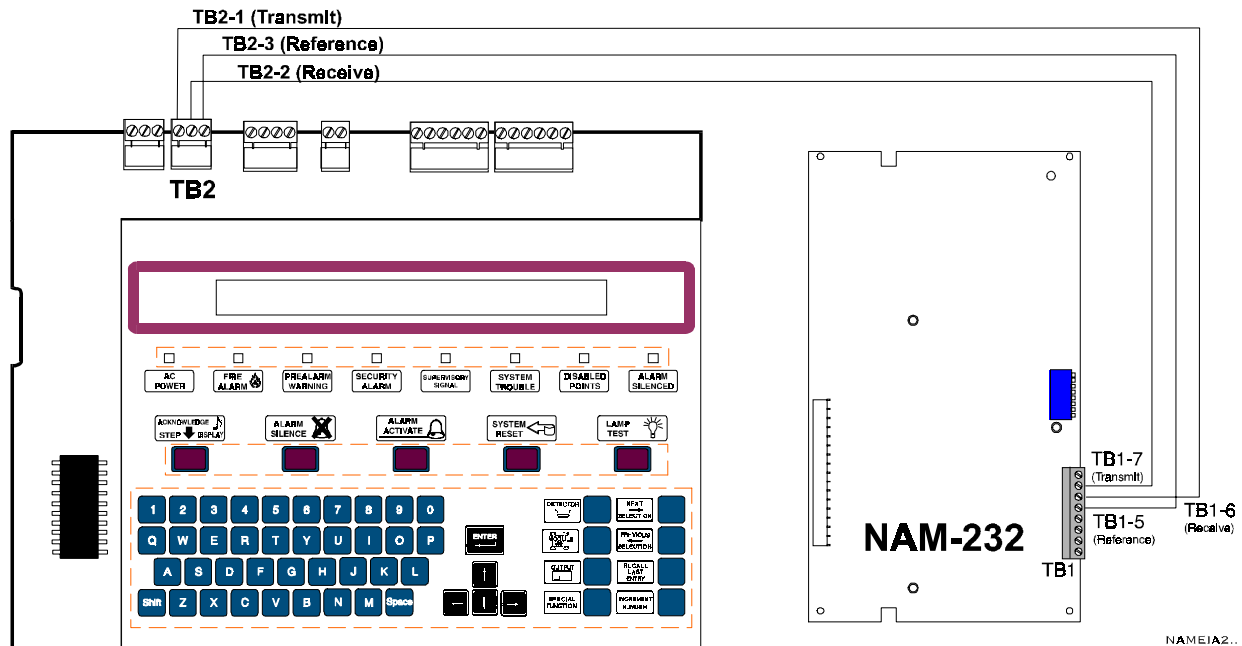 TB2-1 (Transmit)
TB2-3 (Reference)
TB2-2 (Receive)
TB2
AC POWER
FIRE ALARM
PREALARM WARNING
SECURITY ALARM
SUPERVISORY SIGNAL
SYSTEM TROUBLE
DISABLED POINTS
ALARM SILENCED
ACKNOWLEDGE
STEP DISPLAY
ALARM SILENCE
ALARM ACTIVATE
SYSTEM RESET
LAMP TEST
1 2 3 4 5 6 7 8 9 0
Q W E R T Y U I O P
A S D F G H J K L
Shift Z X C V B N M Space
ENTER
DETECTOR
NEXT SELECTION
PREVIOUS SELECTION
OUTPUT
RECALL LAST ENTRY
SPECIAL FUNCTION
INCREMENT NUMBER
NAM-232
TB1-7
(Transmit)
TB1-6
(Receive)
TB1-5
(Reference)
TB1
NAMEIA2..